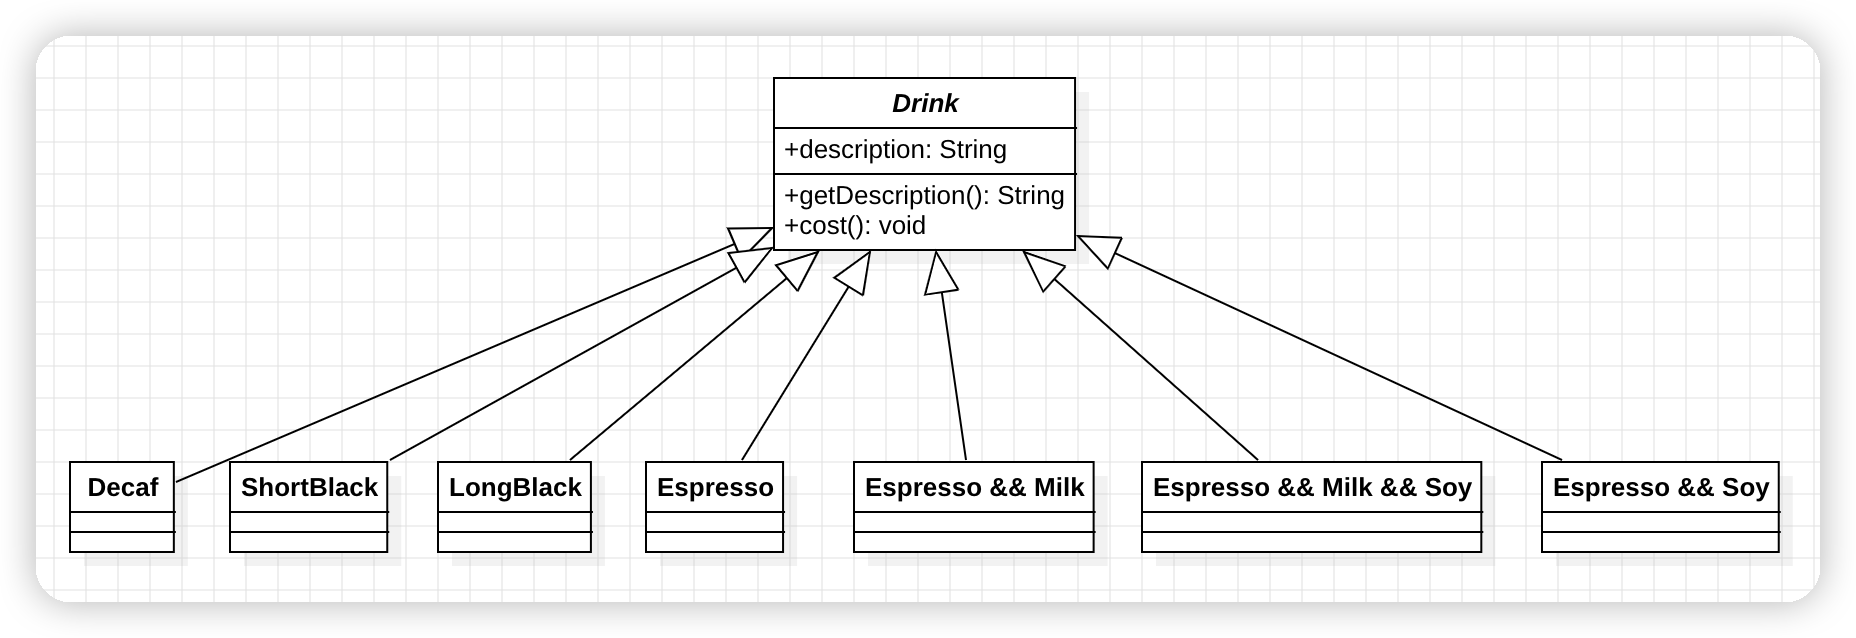 Drink
+description: String
+getDescription(): String
+cost(): void
Decaf
ShortBlack
LongBlack
Espresso
Espresso && Milk
Espresso && Milk && Soy
Espresso && Soy